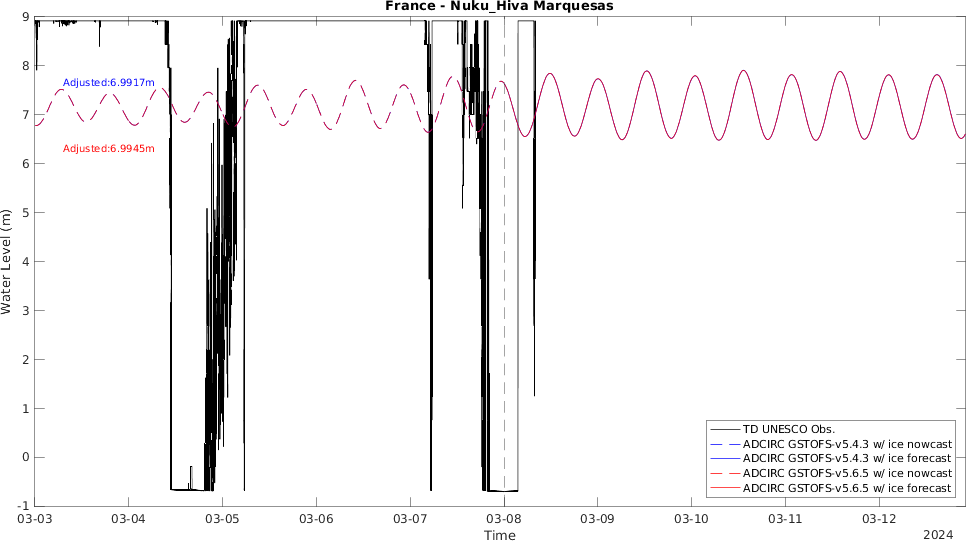 France - Nuku_Hiva Marquesas
9
8
7
6
5
4
3
2
1
0
-1
Water Level (m)
Adjusted:6.9917m
Adjusted:6.9945m
TD UNESCO Obs.
ADCIRC GSTOFS-v5.4.3 w/ ice nowcast
ADCIRC GSTOFS-v5.4.3 w/ ice forecast
ADCIRC GSTOFS-v5.6.5 w/ ice nowcast
ADCIRC GSTOFS-v5.6.5 w/ ice forecast
03-03 03-04 03-05 03-06 03-07 03-08 03-09 03-10 03-11 03-12
Time
2024